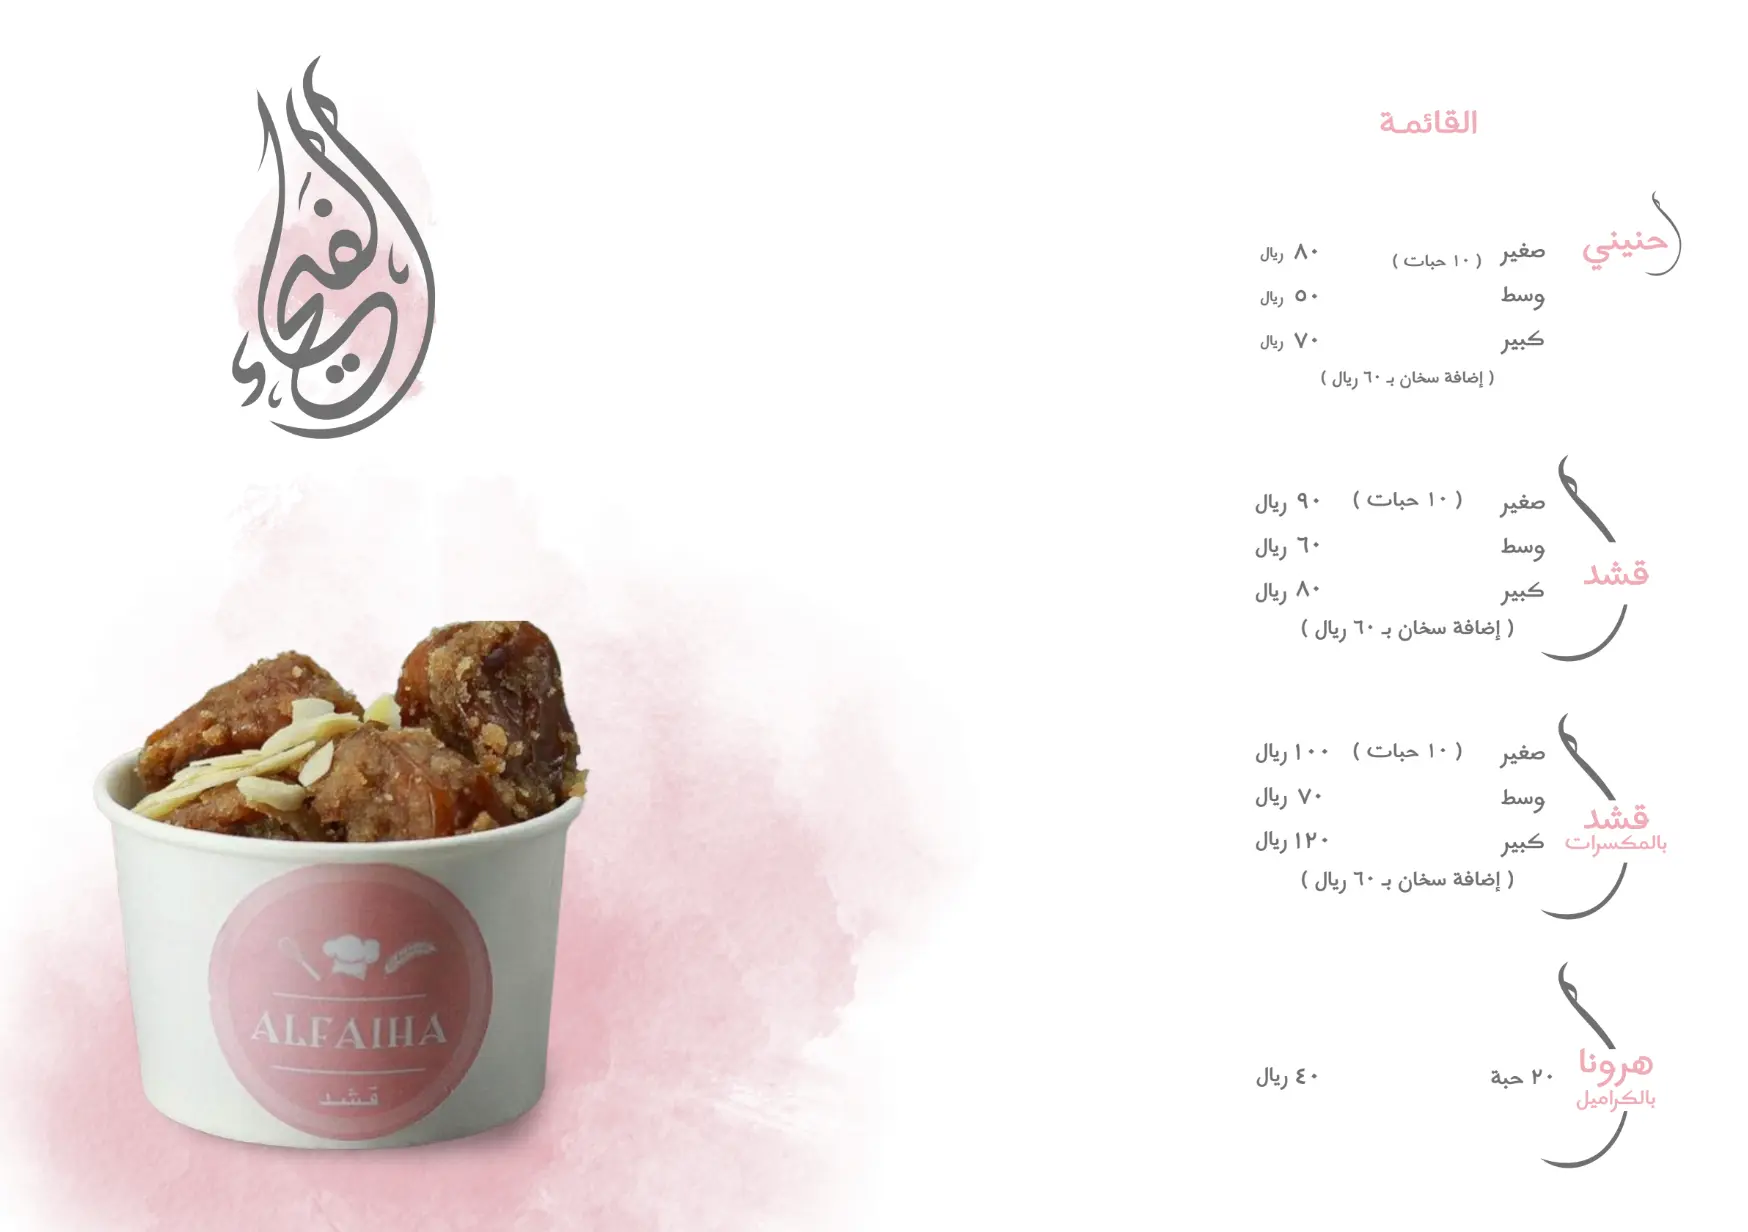 الفيحاء
القائمة
حنيني
صغير ( ١٠ حبات ) ٨٠ ريال
وسط ٥٠ ريال
كبير ٧٠ ريال
( إضافة سخان بـ ٦٠ ريال )
قشد
صغير ( ١٠ حبات ) ٩٠ ريال
وسط ٦٠ ريال
كبير ٨٠ ريال
( إضافة سخان بـ ٦٠ ريال )
قشد
بالمكسرات
صغير ( ١٠ حبات ) ١٠٠ ريال
وسط ٧٠ ريال
كبير ١٢٠ ريال
( إضافة سخان بـ ٦٠ ريال )
هرونا
بالكراميل
٢٠ حبة ٤٠ ريال
ALFAIHA
قشد